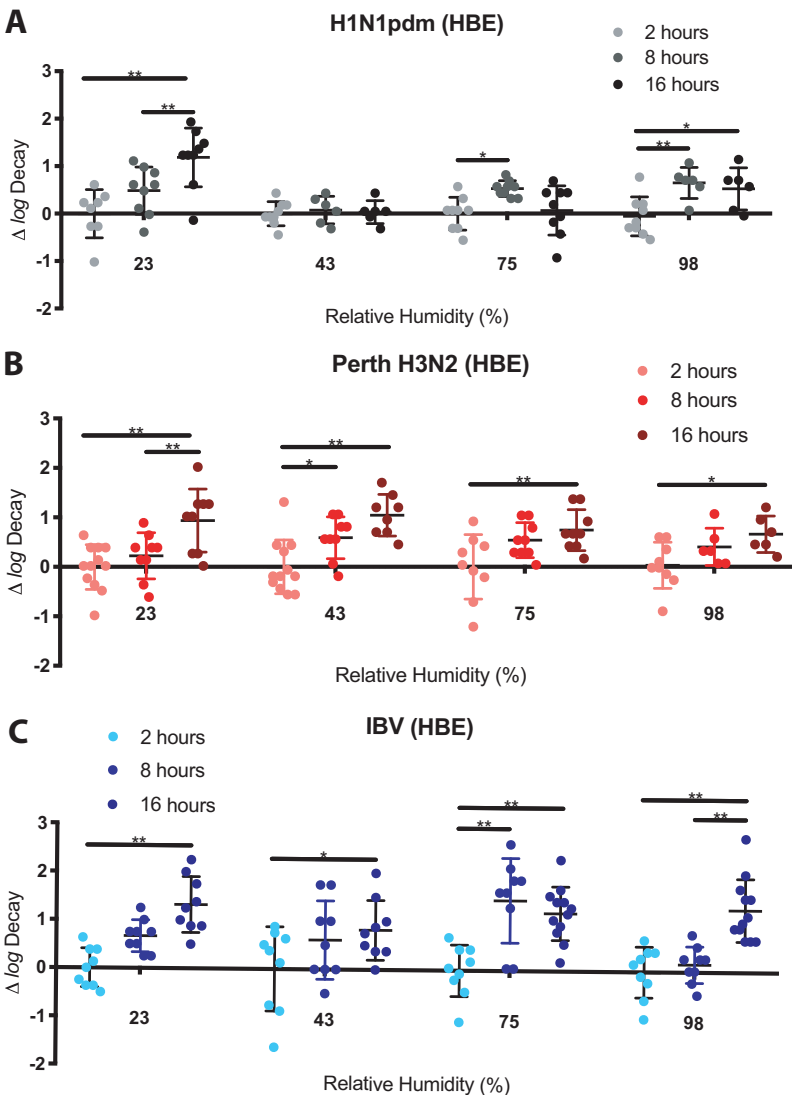 A
H1N1pdm (HBE)
2 hours
8 hours
16 hours
3
2
1
0
-1
-2
Δ log Decay
** ** * ** *
23 43 75 98
Relative Humidity (%)
B
Perth H3N2 (HBE)
2 hours
8 hours
16 hours
3
2
1
0
-1
-2
Δ log Decay
** ** * ** ** *
23 43 75 98
Relative Humidity (%)
C
IBV (HBE)
2 hours
8 hours
16 hours
3
2
1
0
-1
-2
Δ log Decay
** * ** ** ** **
23 43 75 98
Relative Humidity (%)